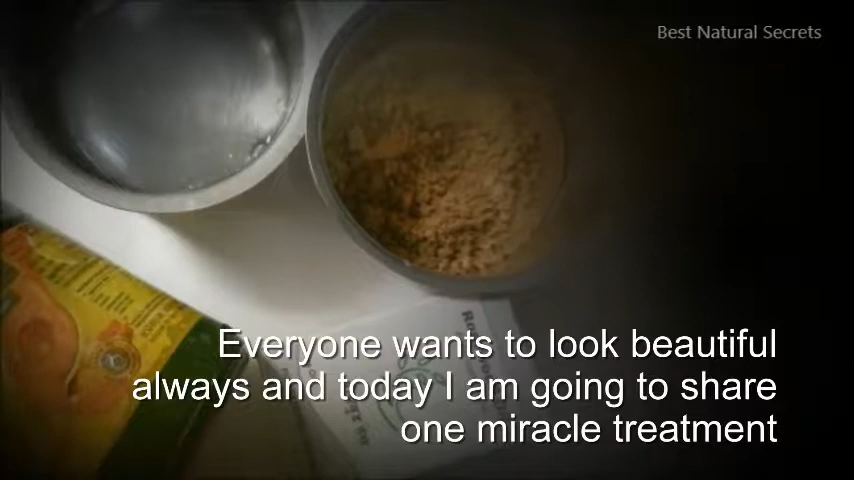 Best Natural Secrets
Everyone wants to look beautiful
always and today I am going to share
one miracle treatment